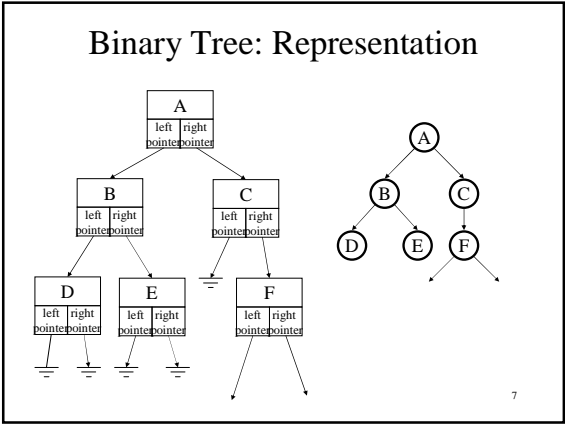 Binary Tree: Representation
A
left right
pointer pointer
B
left right
pointer pointer
C
left right
pointer pointer
D
left right
pointer pointer
E
left right
pointer pointer
F
left right
pointer pointer
A
B
C
D
E
F
7